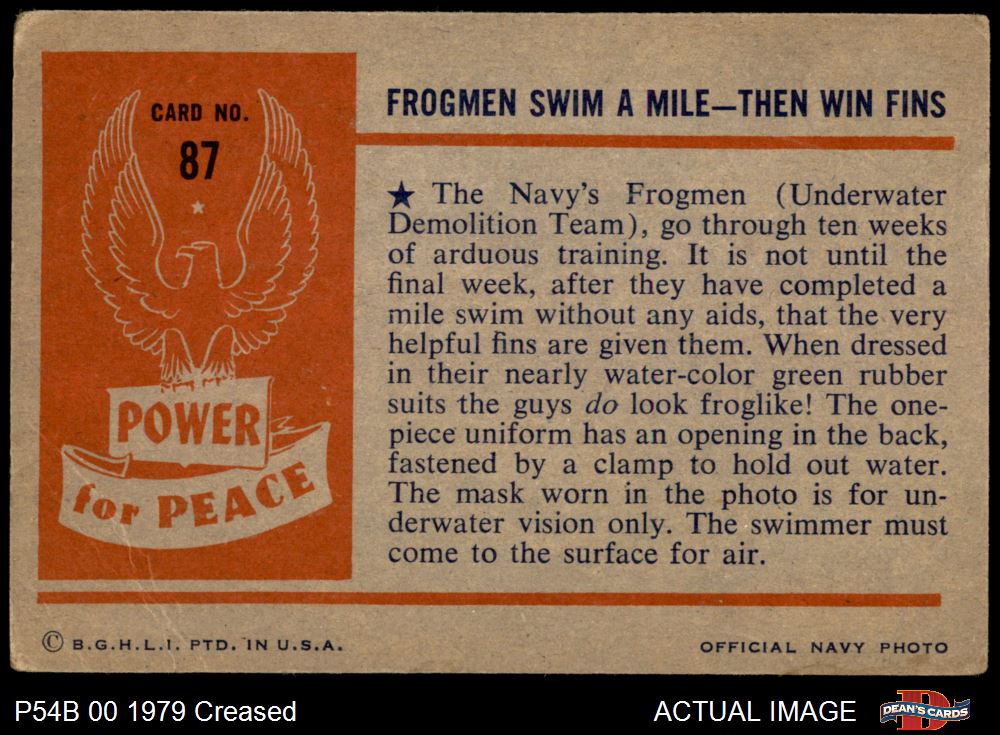 CARD NO.
87
POWER
for PEACE
FROGMEN SWIM A MILE—THEN WIN FINS
★ The Navy's Frogmen (Underwater
Demolition Team), go through ten weeks
of arduous training. It is not until the
final week, after they have completed a
mile swim without any aids, that the very
helpful fins are given them. When dressed
in their nearly water-color green rubber
suits the guys do look froglike! The one-
piece uniform has an opening in the back,
fastened by a clamp to hold out water.
The mask worn in the photo is for un-
derwater vision only. The swimmer must
come to the surface for air.
© B.G.H.L.I. PTD. IN U.S.A.
OFFICIAL NAVY PHOTO
P54B 00 1979 Creased
ACTUAL IMAGE
D
DEAN'S CARDS